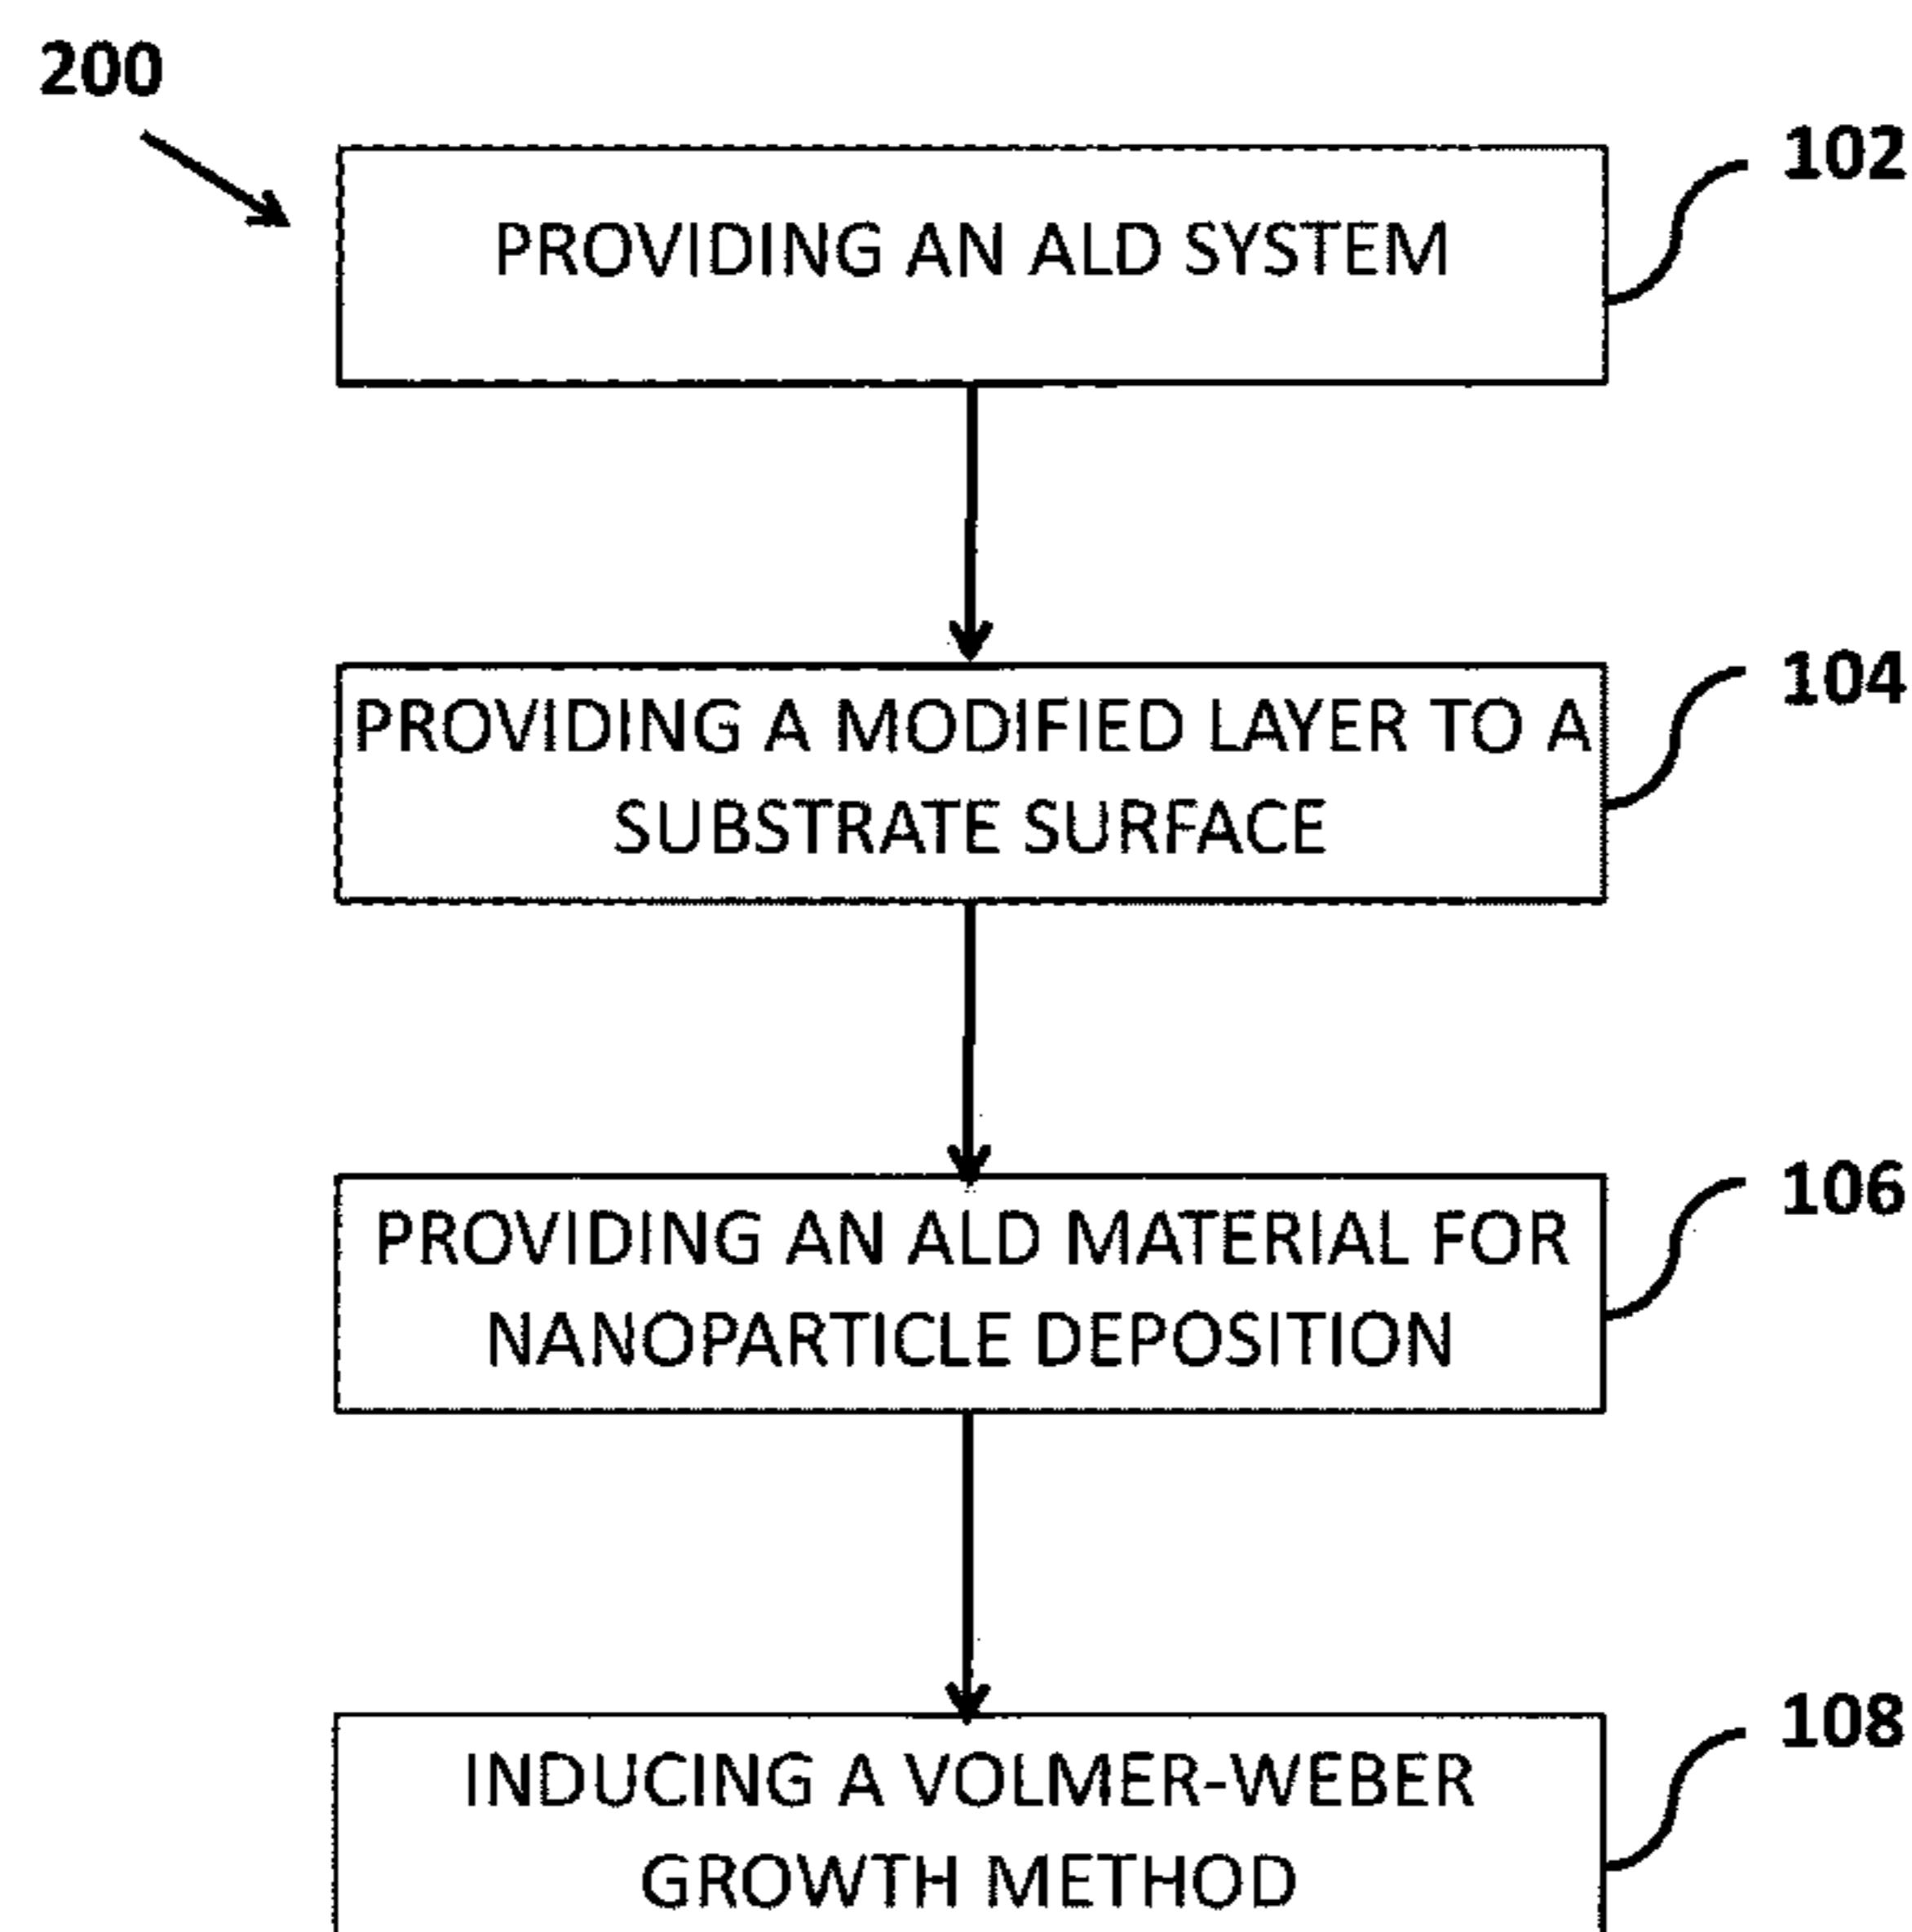 200
102
PROVIDING AN ALD SYSTEM
104
PROVIDING A MODIFIED LAYER TO A
SUBSTRATE SURFACE
106
PROVIDING AN ALD MATERIAL FOR
NANOPARTICLE DEPOSITION
108
INDUCING A VOLMER-WEBER
GROWTH METHOD